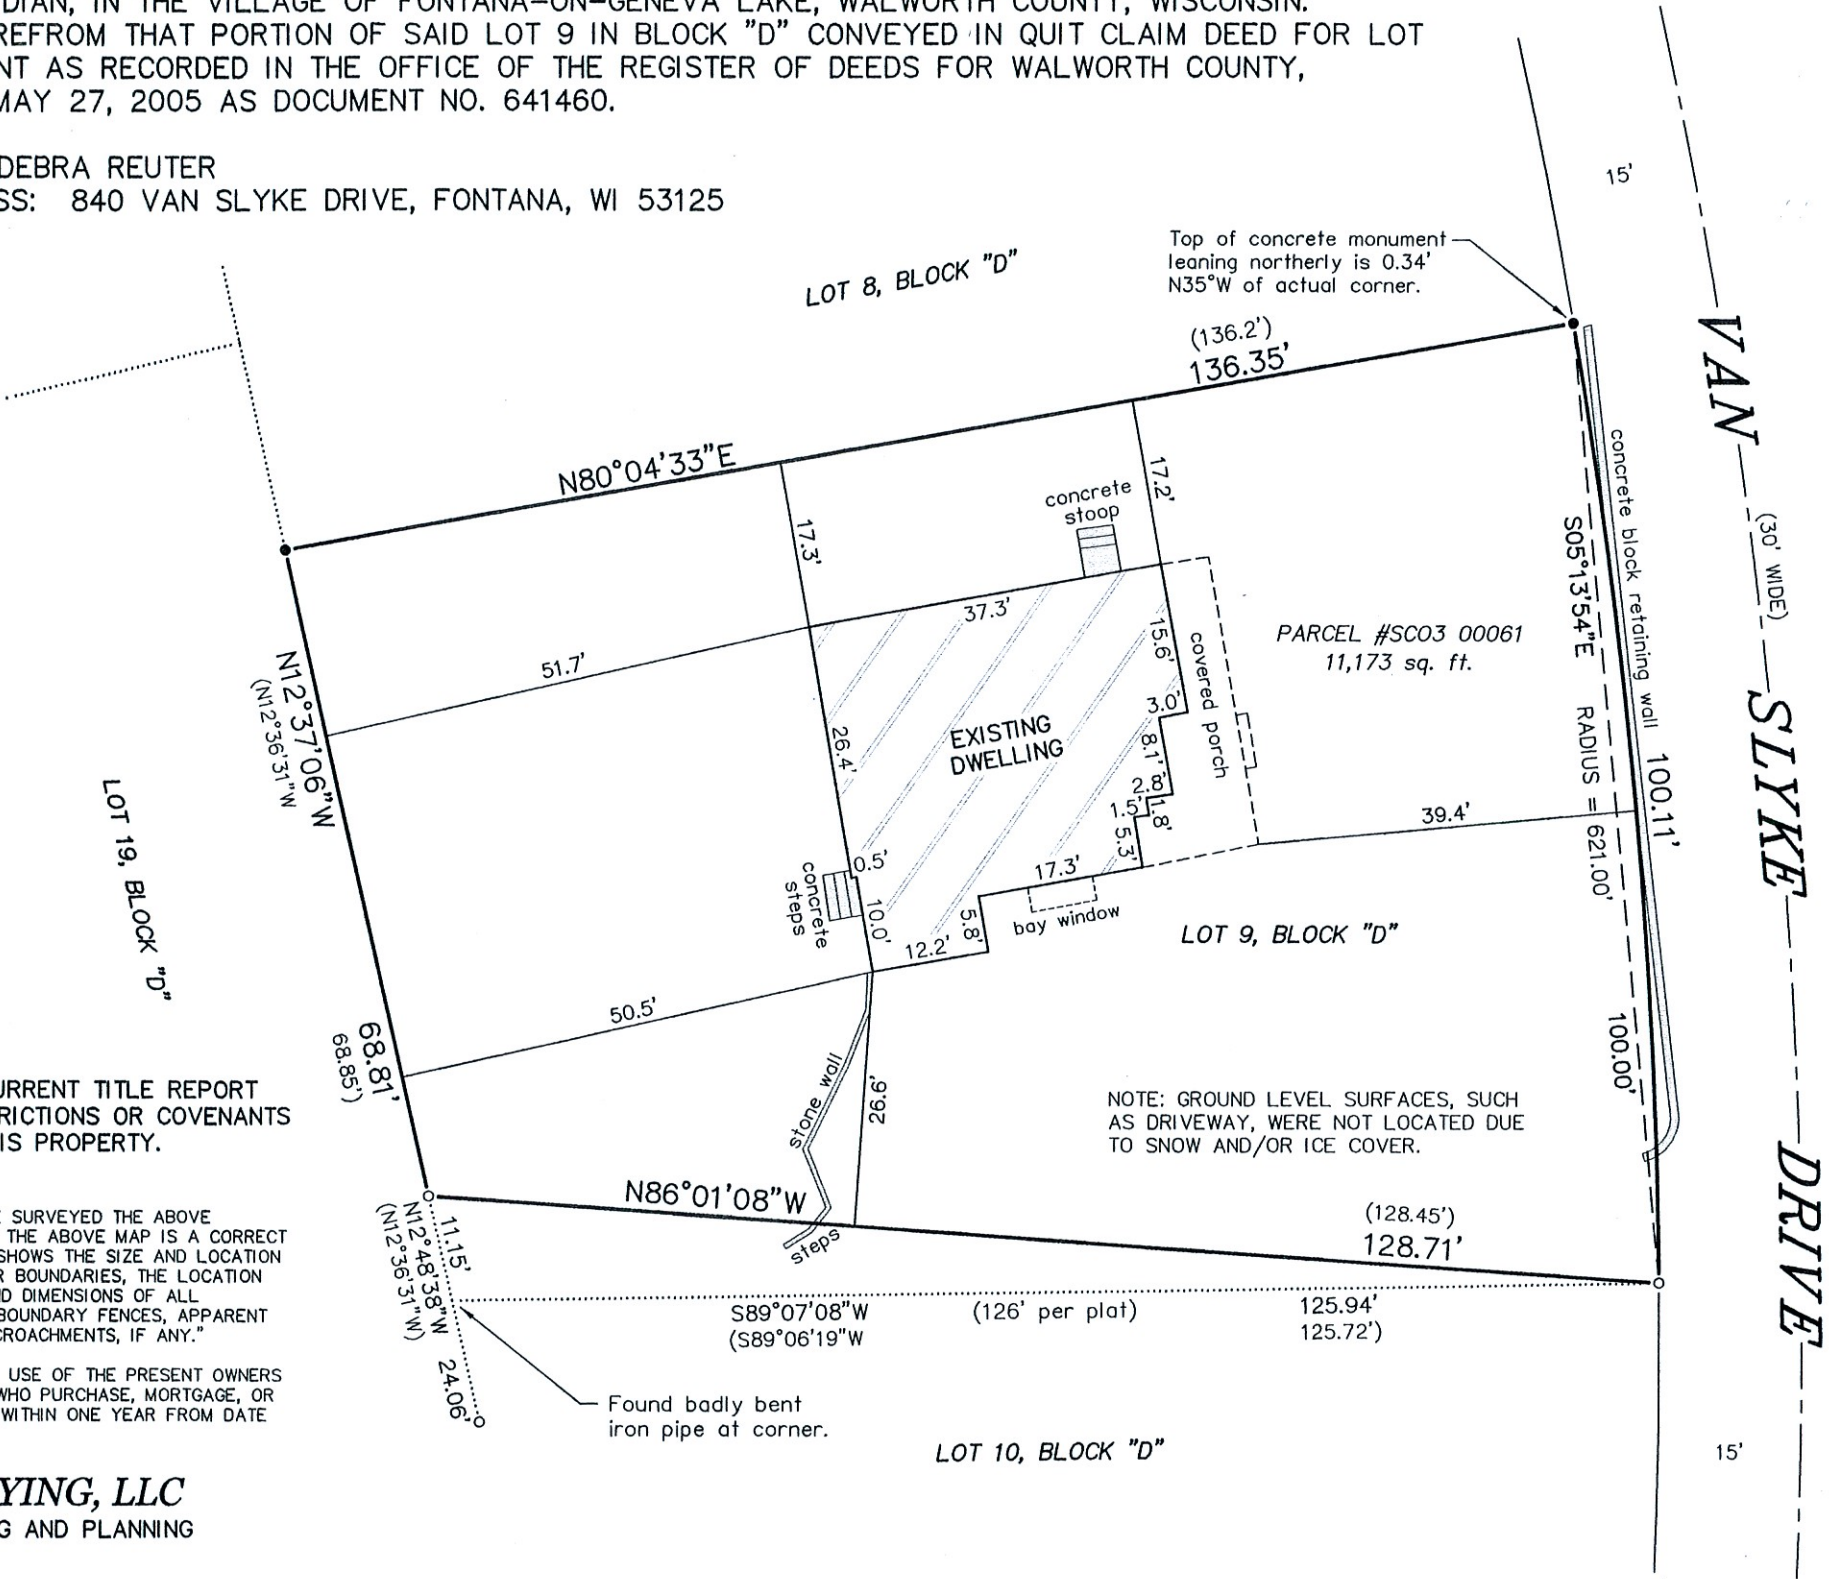 DIAN, IN THE VILLAGE OF FONTANA-ON-GENEVA LAKE, WALWORTH COUNTY, WISCONSIN.
REFROM THAT PORTION OF SAID LOT 9 IN BLOCK "D" CONVEYED IN QUIT CLAIM DEED FOR LOT
NT AS RECORDED IN THE OFFICE OF THE REGISTER OF DEEDS FOR WALWORTH COUNTY,
MAY 27, 2005 AS DOCUMENT NO. 641460.
DEBRA REUTER
SS: 840 VAN SLYKE DRIVE, FONTANA, WI 53125
15'
Top of concrete monument
leaning northerly is 0.34'
N35°W of actual corner.
LOT 8, BLOCK "D"
(136.2')
136.35'
N80°04'33"E
VAN SLYKE DRIVE
(30' WIDE)
concrete block retaining wall
100.11'
S05°13'54"E
RADIUS = 621.00'
100.00'
17.3'
17.2'
concrete
stoop
37.3'
51.7'
15.6'
covered porch
PARCEL #SCO3 00061
11,173 sq. ft.
N12°37'06"W
(N12°36'31"W
3.0'
EXISTING
DWELLING
26.4'
8.1'
2.8'
1.8'
1.5'
5.3'
39.4'
LOT 19, BLOCK "D"
0.5'
17.3'
concrete
steps
10.0'
5.8'
12.2'
bay window
LOT 9, BLOCK "D"
50.5'
68.81'
68.85')
stone wall
26.6'
NOTE: GROUND LEVEL SURFACES, SUCH
AS DRIVEWAY, WERE NOT LOCATED DUE
TO SNOW AND/OR ICE COVER.
URRENT TITLE REPORT
RICTIONS OR COVENANTS
IS PROPERTY.
N86°01'08"W
(128.45')
128.71'
steps
SURVEYED THE ABOVE
THE ABOVE MAP IS A CORRECT
SHOWS THE SIZE AND LOCATION
R BOUNDARIES, THE LOCATION
D DIMENSIONS OF ALL
BOUNDARY FENCES, APPARENT
CROACHMENTS, IF ANY."
11.15'
N12°48'38"W
(N12°36'31"W)
24.06'
S89°07'08"W
(126' per plat)
125.94'
(S89°06'19"W
125.72')
USE OF THE PRESENT OWNERS
WHO PURCHASE, MORTGAGE, OR
WITHIN ONE YEAR FROM DATE
Found badly bent
iron pipe at corner.
LOT 10, BLOCK "D"
15'
YING, LLC
G AND PLANNING